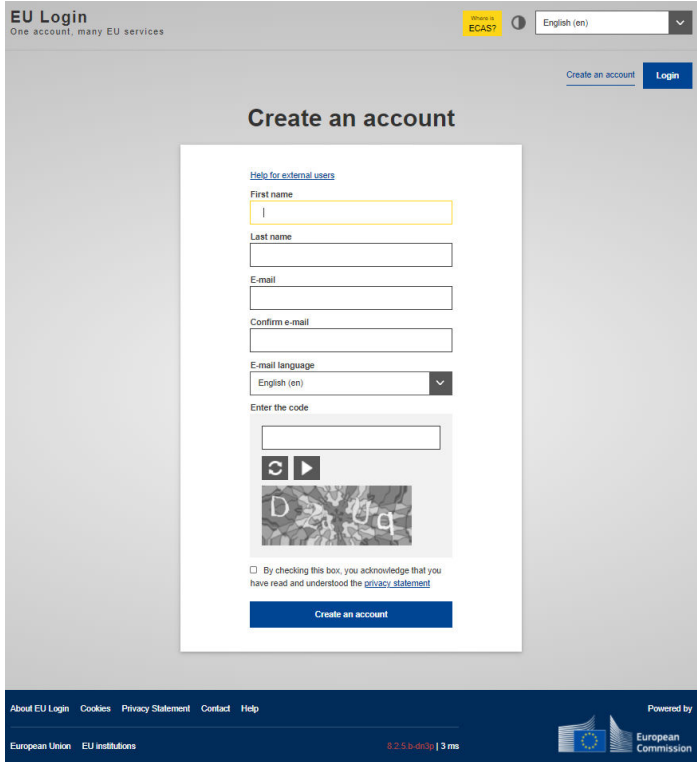 EU Login
One account, many EU services
Where is
ECAS?
English (en)
Create an account
Login
Create an account
Help for external users
First name
Last name
E-mail
Confirm e-mail
E-mail language
English (en)
Enter the code
By checking this box, you acknowledge that you
have read and understood the privacy statement
Create an account
About EU Login Cookies Privacy Statement Contact Help
Powered by
European Union EU institutions
8.2.5.b-dn3p | 3 ms
European
Commission